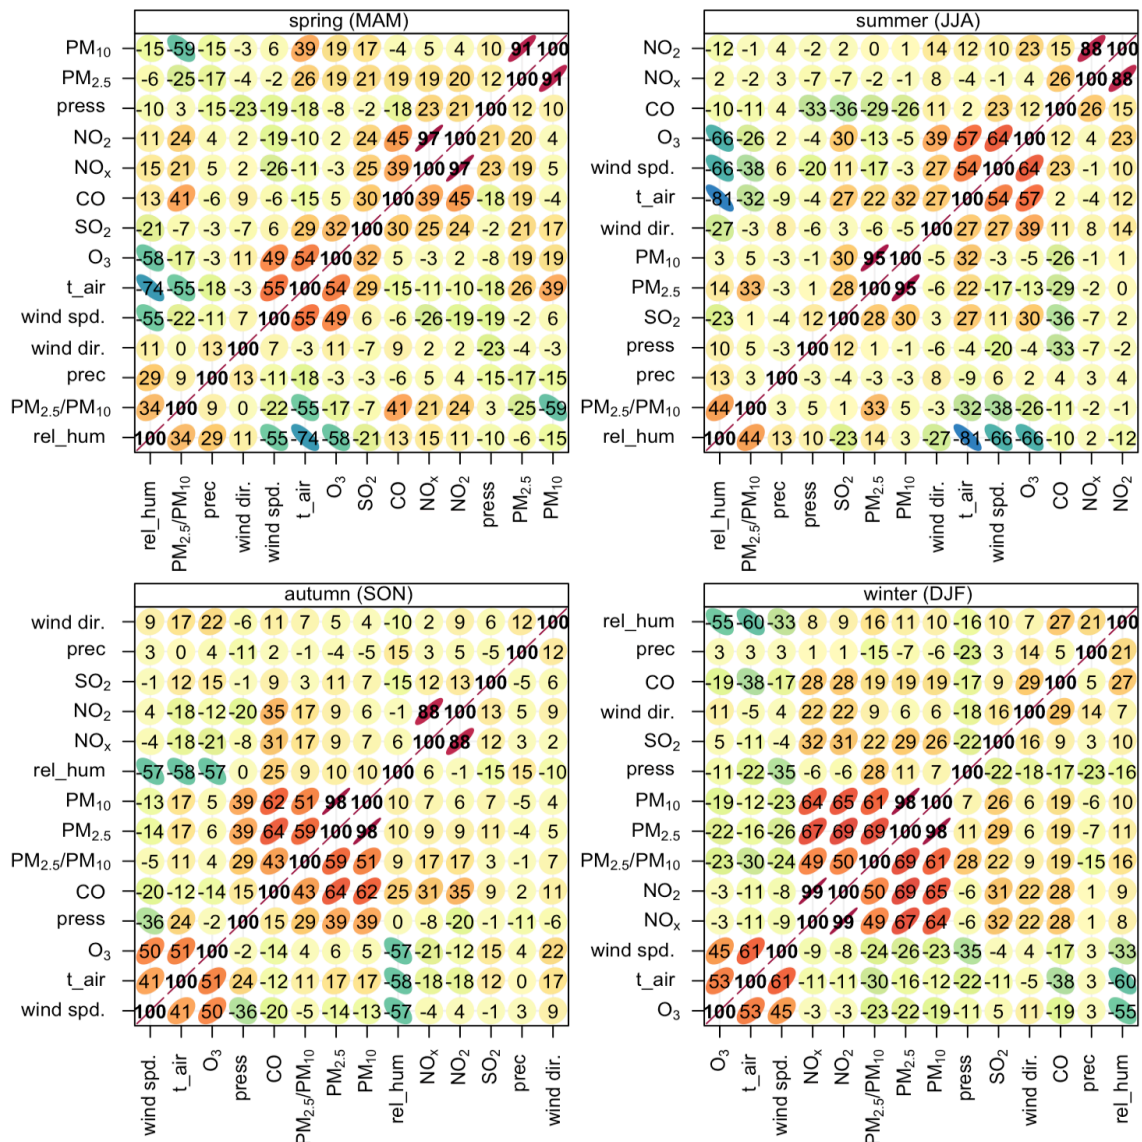 spring (MAM)
PM10 -15 -59 -15 -3 6 39 19 17 -4 5 4 10 91 100
PM2.5 -6 -25 -17 -4 -2 26 19 21 19 19 20 12 100 91
press -10 3 -15 -23 -19 -18 -8 -2 -18 23 21 100 12 10
NO2 11 24 4 2 -19 -10 2 24 45 97 100 21 20 4
NOx 15 21 5 2 -26 -11 -3 25 39 100 97 23 19 5
CO 13 41 -6 9 -6 -15 5 30 100 39 45 -18 19 -4
SO2 -21 -7 -3 -7 6 29 32 100 30 25 24 -2 21 17
O3 -58 -17 -3 11 49 54 100 32 5 -3 2 -8 19 19
t_air -74 -55 -18 -3 55 100 54 29 -15 -11 -10 -18 26 39
wind spd. -55 -22 -11 7 100 55 49 6 -6 -26 -19 -19 -2 6
wind dir. 11 0 13 100 7 -3 11 -7 9 2 2 -23 -4 -3
prec 29 9 100 13 -11 -18 -3 -3 -6 5 4 -15 -17 -15
PM2.5/PM10 34 100 9 0 -22 -55 -17 -7 41 21 24 3 -25 -59
rel_hum 100 34 29 11 -55 -74 -58 -21 13 15 11 -10 -6 -15
rel_hum PM2.5/PM10 prec wind dir. wind spd. t_air O3 SO2 CO NOx NO2 press PM2.5 PM10
summer (JJA)
NO2 -12 -1 4 -2 2 0 1 14 12 10 23 15 88 100
NOx 2 -2 3 -7 -7 -2 -1 8 -4 -1 4 26 100 88
CO -10 -11 4 -33 -36 -29 -26 11 2 23 12 100 26 15
O3 -66 -26 2 -4 30 -13 -5 39 57 64 100 12 4 23
wind spd. -66 -38 6 -20 11 -17 -3 27 54 100 64 23 -1 10
t_air -81 -32 -9 -4 27 22 32 27 100 54 57 2 -4 12
wind dir. -27 -3 8 -6 3 -6 -5 100 27 27 39 11 8 14
PM10 3 5 -3 -1 30 95 100 -5 32 -3 -5 -26 -1 1
PM2.5 14 33 -3 1 28 100 95 -6 22 -17 -13 -29 -2 0
SO2 -23 1 -4 12 100 28 30 3 27 11 30 -36 -7 2
press 10 5 -3 100 12 1 -1 -6 -4 -20 -4 -33 -7 -2
prec 13 3 100 -3 -4 -3 -3 8 -9 6 2 4 3 4
PM2.5/PM10 44 100 3 5 1 33 5 -3 -32 -38 -26 -11 -2 -1
rel_hum 100 44 13 10 -23 14 3 -27 -81 -66 -66 -10 2 -12
rel_hum PM2.5/PM10 prec press SO2 PM2.5 PM10 wind dir. t_air wind spd. O3 CO NOx NO2
autumn (SON)
wind dir. 9 17 22 -6 11 7 5 4 -10 2 9 6 12 100
prec 3 0 4 -11 2 -1 -4 -5 15 3 5 -5 100 12
SO2 -1 12 15 -1 9 3 11 7 -15 12 13 100 -5 6
NO2 4 -18 -12 -20 35 17 9 6 -1 88 100 13 5 9
NOx -4 -18 -21 -8 31 17 9 7 6 100 88 12 3 2
rel_hum -57 -58 -57 0 25 9 10 10 100 6 -1 -15 15 -10
PM10 -13 17 5 39 62 51 98 100 10 7 6 7 -5 4
PM2.5 -14 17 6 39 64 59 100 98 10 9 9 11 -4 5
PM2.5/PM10 -5 11 4 29 43 100 59 51 9 17 17 3 -1 7
CO -20 -12 -14 15 100 43 64 62 25 31 35 9 2 11
press -36 24 -2 100 15 29 39 39 0 -8 -20 -1 -11 -6
O3 50 51 100 -2 -14 4 6 5 -57 -21 -12 15 4 22
t_air 41 100 51 24 -12 11 17 17 -58 -18 -18 12 0 17
wind spd. 100 41 50 -36 -20 -5 -14 -13 -57 -4 4 -1 3 9
wind spd. t_air O3 press CO PM2.5/PM10 PM2.5 PM10 rel_hum NOx NO2 SO2 prec wind dir.
winter (DJF)
rel_hum -55 -60 -33 8 9 16 11 10 -16 10 7 27 21 100
prec 3 3 3 1 1 -15 -7 -6 -23 3 14 5 100 21
CO -19 -38 -17 28 28 19 19 19 -17 9 29 100 5 27
wind dir. 11 -5 4 22 22 9 6 6 -18 16 100 29 14 7
SO2 5 -11 -4 32 31 22 29 26 -22 100 16 9 3 10
press -11 -22 -35 -6 -6 28 11 7 100 -22 -18 -17 -23 -16
PM10 -19 -12 -23 64 65 61 98 100 7 26 6 19 -6 10
PM2.5 -22 -16 -26 67 69 69 100 98 11 29 6 19 -7 11
PM2.5/PM10 -23 -30 -24 49 50 100 69 61 28 22 9 19 -15 16
NO2 -3 -11 -8 99 100 50 69 65 -6 31 22 28 1 9
NOx -3 -11 -9 100 99 49 67 64 -6 32 22 28 1 8
wind spd. 45 61 100 -9 -8 -24 -26 -23 -35 -4 4 -17 3 -33
t_air 53 100 61 -11 -11 -30 -16 -12 -22 -11 -5 -38 3 -60
O3 100 53 45 -3 -3 -23 -22 -19 -11 5 11 -19 3 -55
O3 t_air wind spd. NOx NO2 PM2.5/PM10 PM2.5 PM10 press SO2 wind dir. CO prec rel_hum